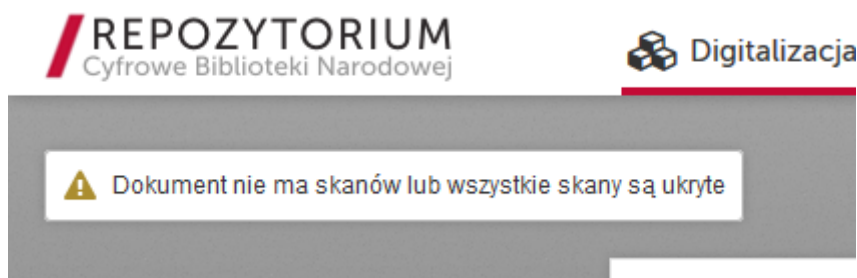 REPOZYTORIUM
Cyfrowe Biblioteki Narodowej
Digitalizacja
Dokument nie ma skanów lub wszystkie skany są ukryte